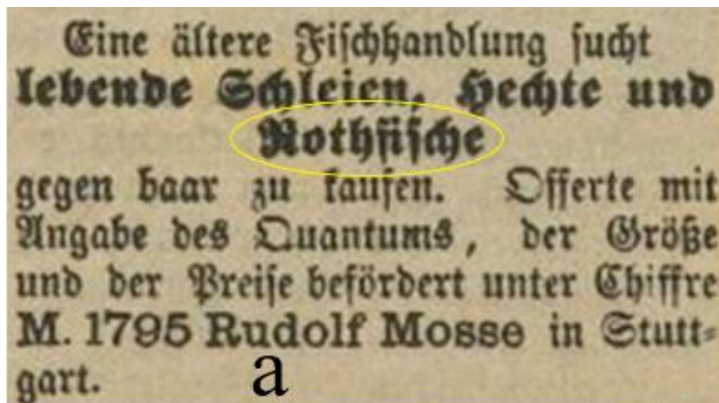 Eine ältere Fischhandlung sucht
lebende Schleien, Hechte und
Rothfische
gegen baar zu kaufen. Offerte mit
Angabe des Quantums, der Größe
und der Preise befördert unter Chiffre
M. 1795 Rudolf Mosse in Stutt-
gart.
a